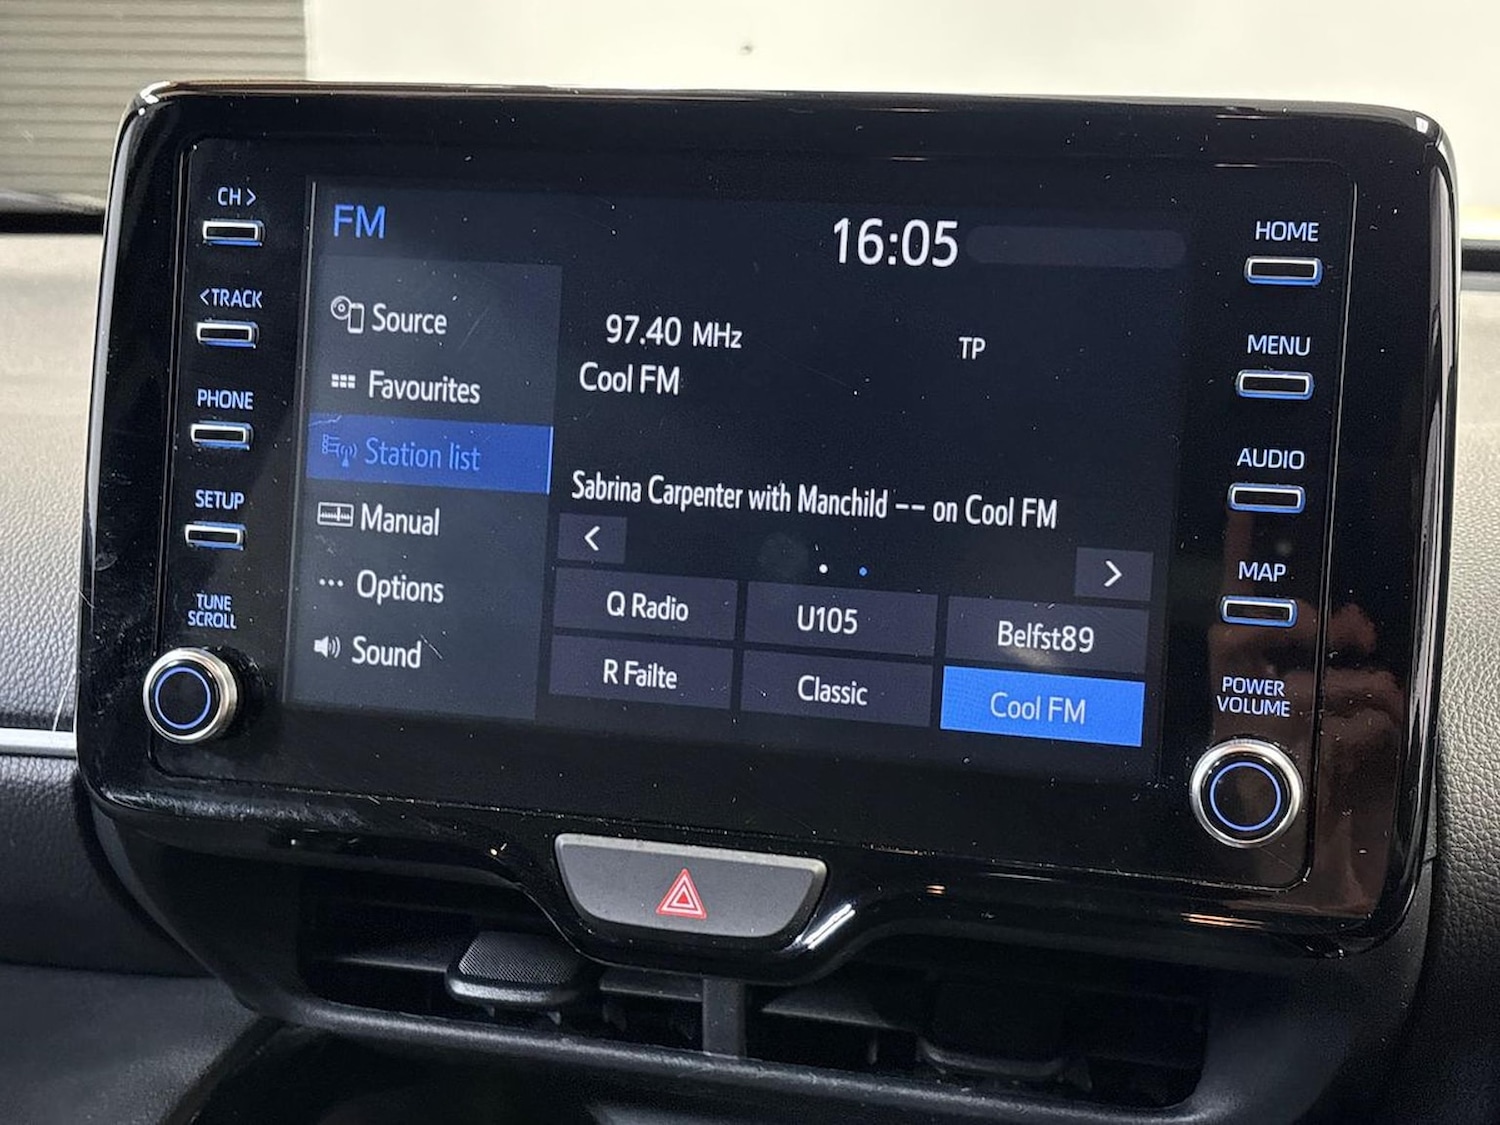 CH >
< TRACK
PHONE
SETUP
TUNE
SCROLL
FM
16:05
Source
Favourites
Station list
Manual
Options
Sound
97.40 MHz
TP
Cool FM
Sabrina Carpenter with Manchild -- on Cool FM
<
>
Q Radio
U105
Belfst89
R Failte
Classic
Cool FM
HOME
MENU
AUDIO
MAP
POWER
VOLUME